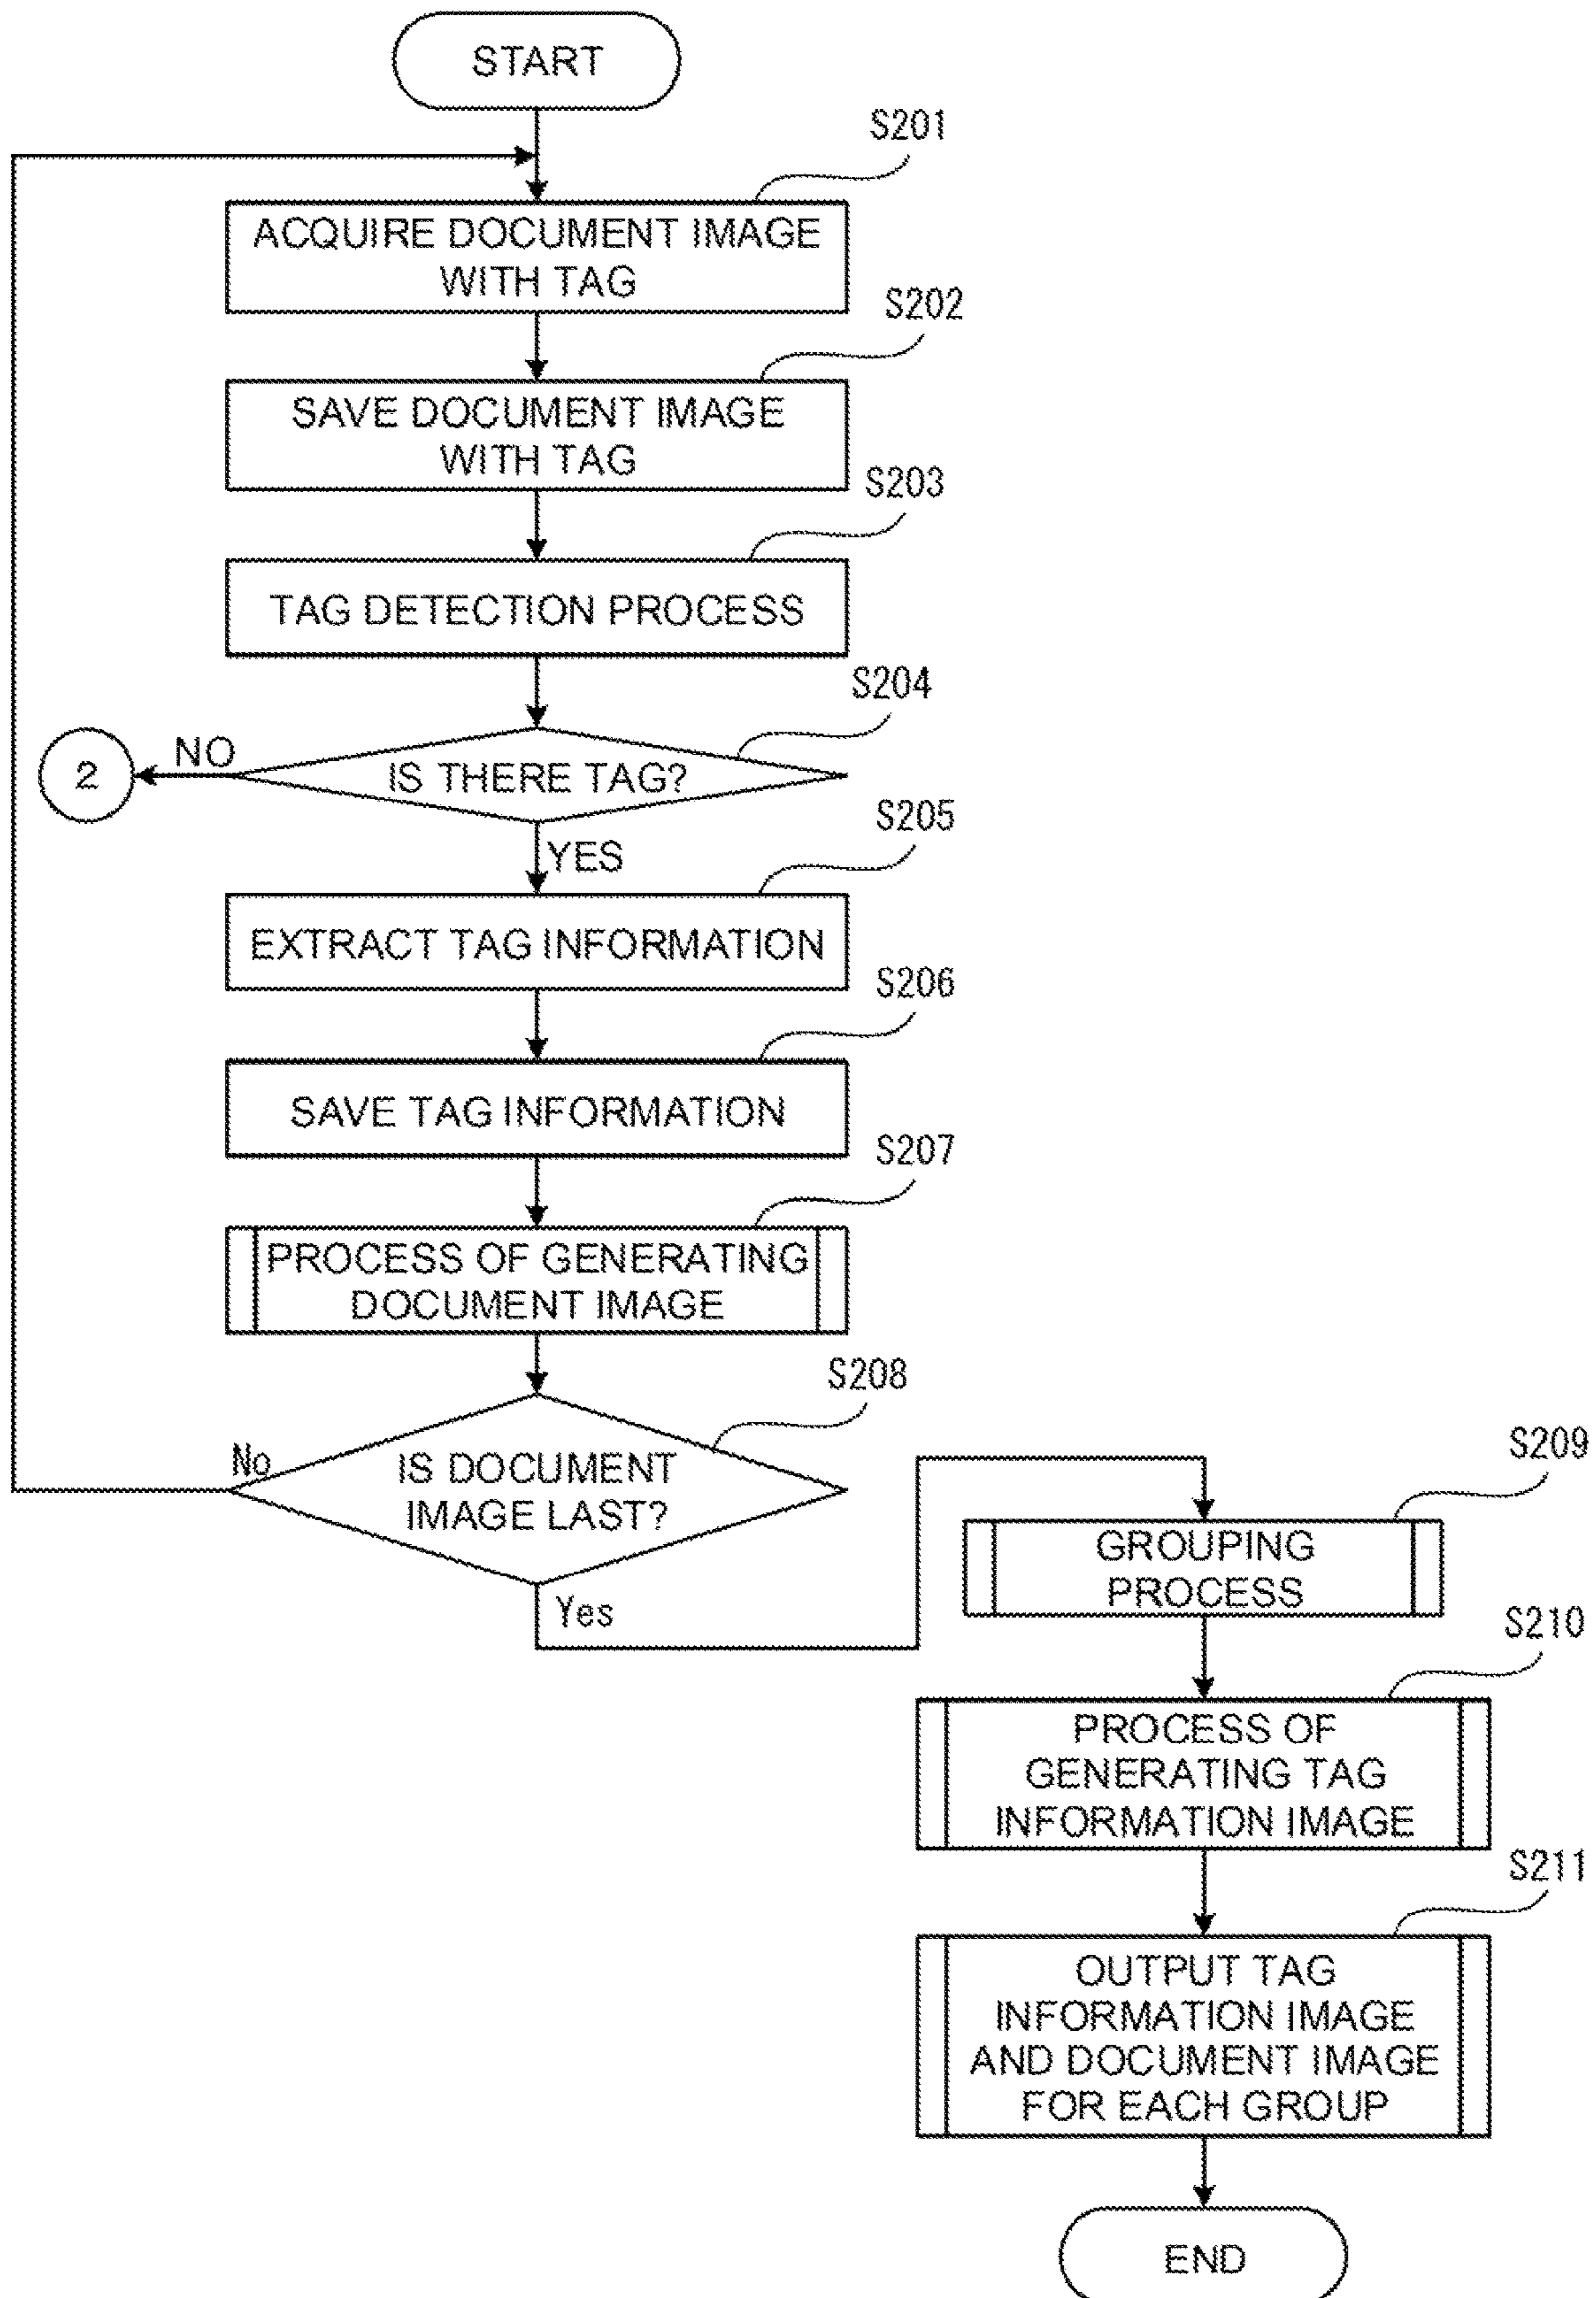 START
S201
ACQUIRE DOCUMENT IMAGE
WITH TAG
S202
SAVE DOCUMENT IMAGE
WITH TAG
S203
TAG DETECTION PROCESS
S204
2
NO
IS THERE TAG?
YES
S205
EXTRACT TAG INFORMATION
S206
SAVE TAG INFORMATION
S207
PROCESS OF GENERATING
DOCUMENT IMAGE
S208
No
IS DOCUMENT
IMAGE LAST?
Yes
S209
GROUPING
PROCESS
S210
PROCESS OF
GENERATING TAG
INFORMATION IMAGE
S211
OUTPUT TAG
INFORMATION IMAGE
AND DOCUMENT IMAGE
FOR EACH GROUP
END